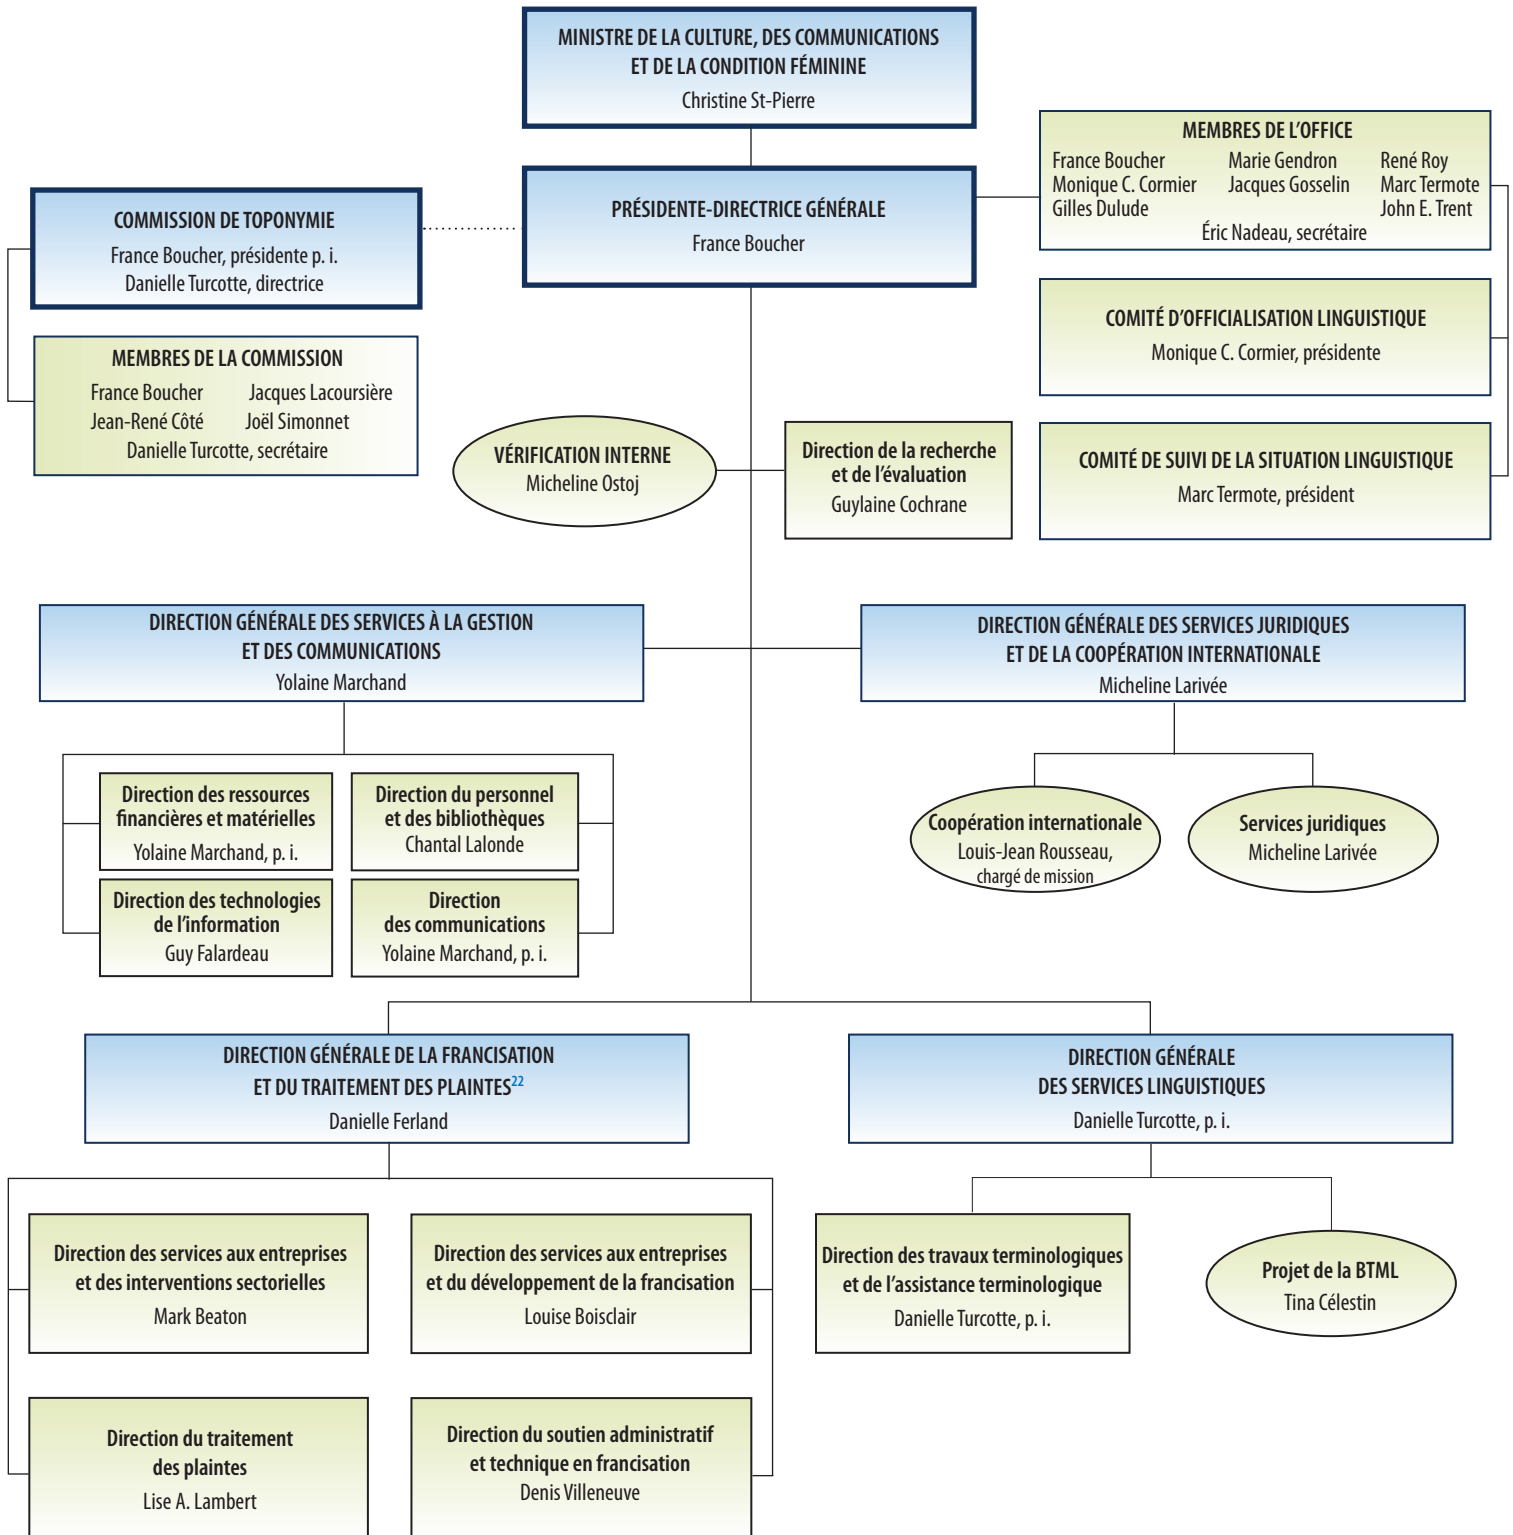 MINISTRE DE LA CULTURE, DES COMMUNICATIONS
ET DE LA CONDITION FÉMININE
Christine St-Pierre
PRÉSIDENTE-DIRECTRICE GÉNÉRALE
France Boucher
MEMBRES DE L'OFFICE
France Boucher Marie Gendron René Roy
Monique C. Cormier Jacques Gosselin Marc Termote
Gilles Dulude John E. Trent
Éric Nadeau, secrétaire
COMMISSION DE TOPONYMIE
France Boucher, présidente p. i.
Danielle Turcotte, directrice
MEMBRES DE LA COMMISSION
France Boucher Jacques Lacoursière
Jean-René Côté Joël Simonnet
Danielle Turcotte, secrétaire
COMITÉ D'OFFICIALISATION LINGUISTIQUE
Monique C. Cormier, présidente
COMITÉ DE SUIVI DE LA SITUATION LINGUISTIQUE
Marc Termote, président
VÉRIFICATION INTERNE
Micheline Ostoj
Direction de la recherche
et de l'évaluation
Guylaine Cochrane
DIRECTION GÉNÉRALE DES SERVICES À LA GESTION
ET DES COMMUNICATIONS
Yolaine Marchand
DIRECTION GÉNÉRALE DES SERVICES JURIDIQUES
ET DE LA COOPÉRATION INTERNATIONALE
Micheline Larivée
Direction des ressources
financières et matérielles
Yolaine Marchand, p. i.
Direction du personnel
et des bibliothèques
Chantal Lalonde
Direction des technologies
de l'information
Guy Falardeau
Direction
des communications
Yolaine Marchand, p. i.
Coopération internationale
Louis-Jean Rousseau,
chargé de mission
Services juridiques
Micheline Larivée
DIRECTION GÉNÉRALE DE LA FRANCISATION
ET DU TRAITEMENT DES PLAINTES22
Danielle Ferland
DIRECTION GÉNÉRALE
DES SERVICES LINGUISTIQUES
Danielle Turcotte, p. i.
Direction des services aux entreprises
et des interventions sectorielles
Mark Beaton
Direction des services aux entreprises
et du développement de la francisation
Louise Boisclair
Direction des travaux terminologiques
et de l'assistance terminologique
Danielle Turcotte, p. i.
Projet de la BTML
Tina Célestin
Direction du traitement
des plaintes
Lise A. Lambert
Direction du soutien administratif
et technique en francisation
Denis Villeneuve